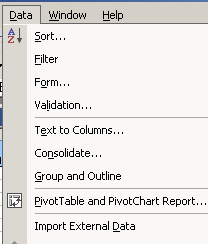 Data Window Help
Sort...
Filter
Form...
Validation...
Text to Columns...
Consolidate...
Group and Outline
PivotTable and PivotChart Report...
Import External Data